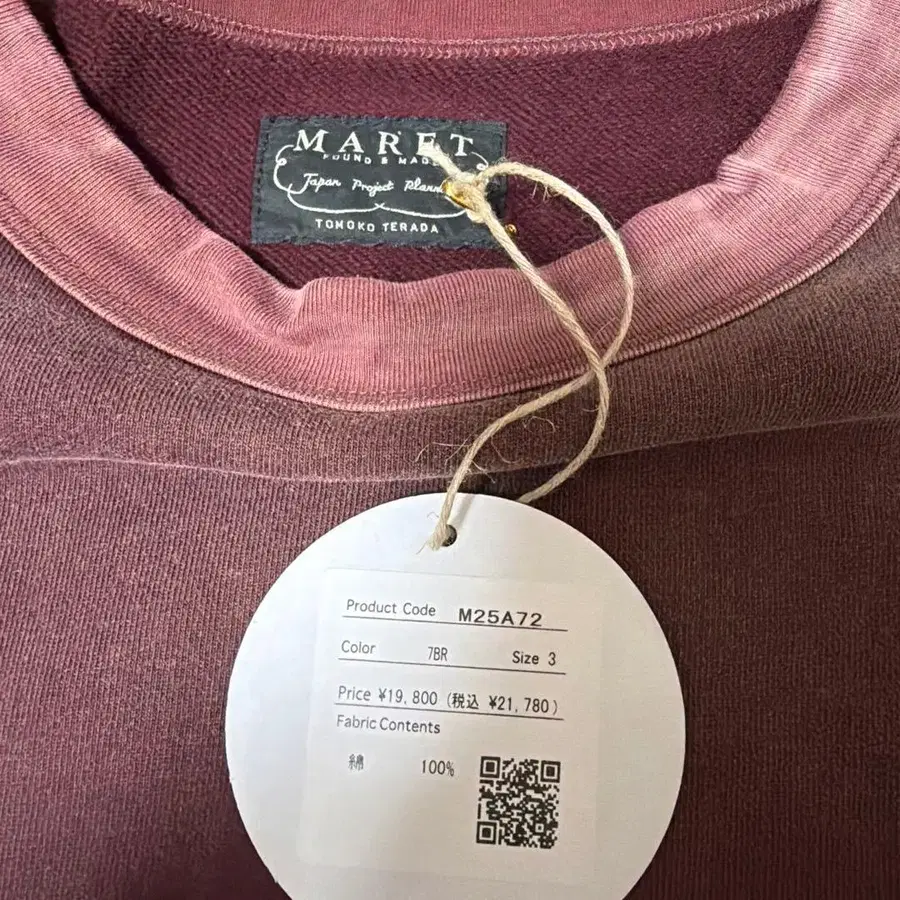 MARET
FOUND & MADE
Japan Project Plann
TOMOKO TERADA
Product Code M25A72
Color 7BR Size 3
Price ¥19,800 (税込 ¥21,780)
Fabric Contents
綿 100%